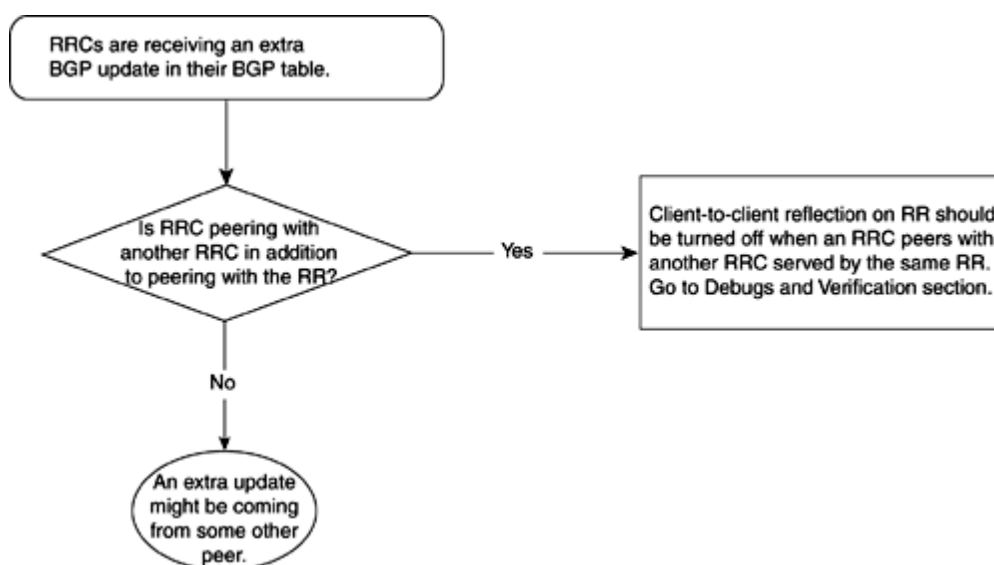 RRCs are receiving an extra
BGP update in their BGP table.
Is RRC peering with
another RRC in addition
to peering with the RR?
Yes
Client-to-client reflection on RR should
be turned off when an RRC peers with
another RRC served by the same RR.
Go to Debugs and Verification section.
No
An extra update
might be coming
from some other
peer.